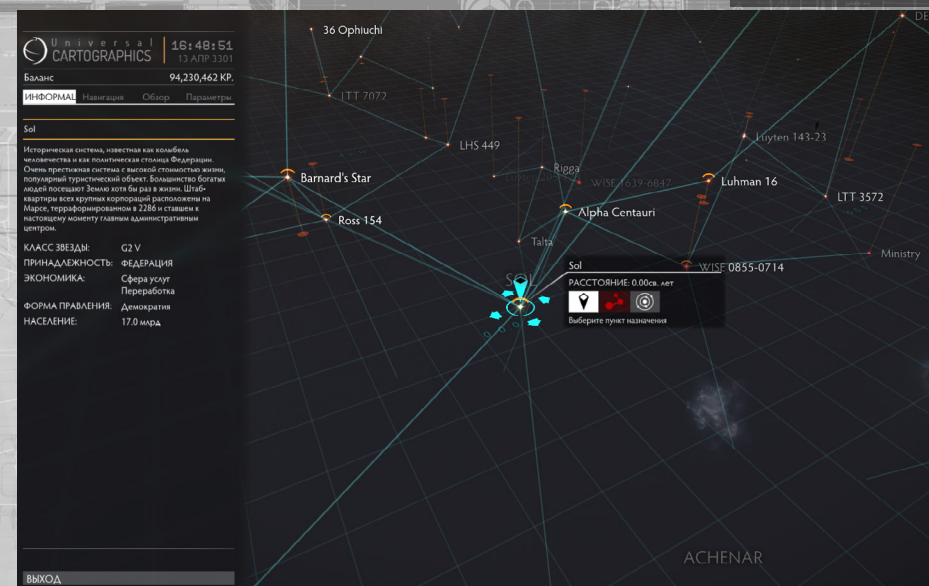 Universal
CARTOGRAPHICS
16:48:51
13 АПР 3301
Баланс 94,230,462 КР.
ИНФОРМАЦ Навигация Обзор Параметры
Sol
Историческая система, известная как колыбель
человечества и как политическая столица Федерации.
Очень престижная система с высокой стоимостью жизни,
популярный туристический объект. Большинство богатых
людей посещают Землю хотя бы раз в жизни. Штаб-
квартиры всех крупных корпораций расположены на
Марсе, терраформированном в 2286 и ставшем к
настоящему моменту главным административным
центром.
КЛАСС ЗВЕЗДЫ: G2 V
ПРИНАДЛЕЖНОСТЬ: ФЕДЕРАЦИЯ
ЭКОНОМИКА: Сфера услуг
Переработка
ФОРМА ПРАВЛЕНИЯ: Демократия
НАСЕЛЕНИЕ: 17.0 млрд
ВЫХОД
36 Ophiuchi
DE
LTT 7072
LHS 449
Luyten 143-23
Rigga
Barnard's Star
WISE 1639-6847
Luhman 16
LTT 3572
Ross 154
Alpha Centauri
Talta
Ministry
WISE 0855-0714
SOL
Sol
РАССТОЯНИЕ: 0.00св. лет
Выберите пункт назначения
ACHENAR